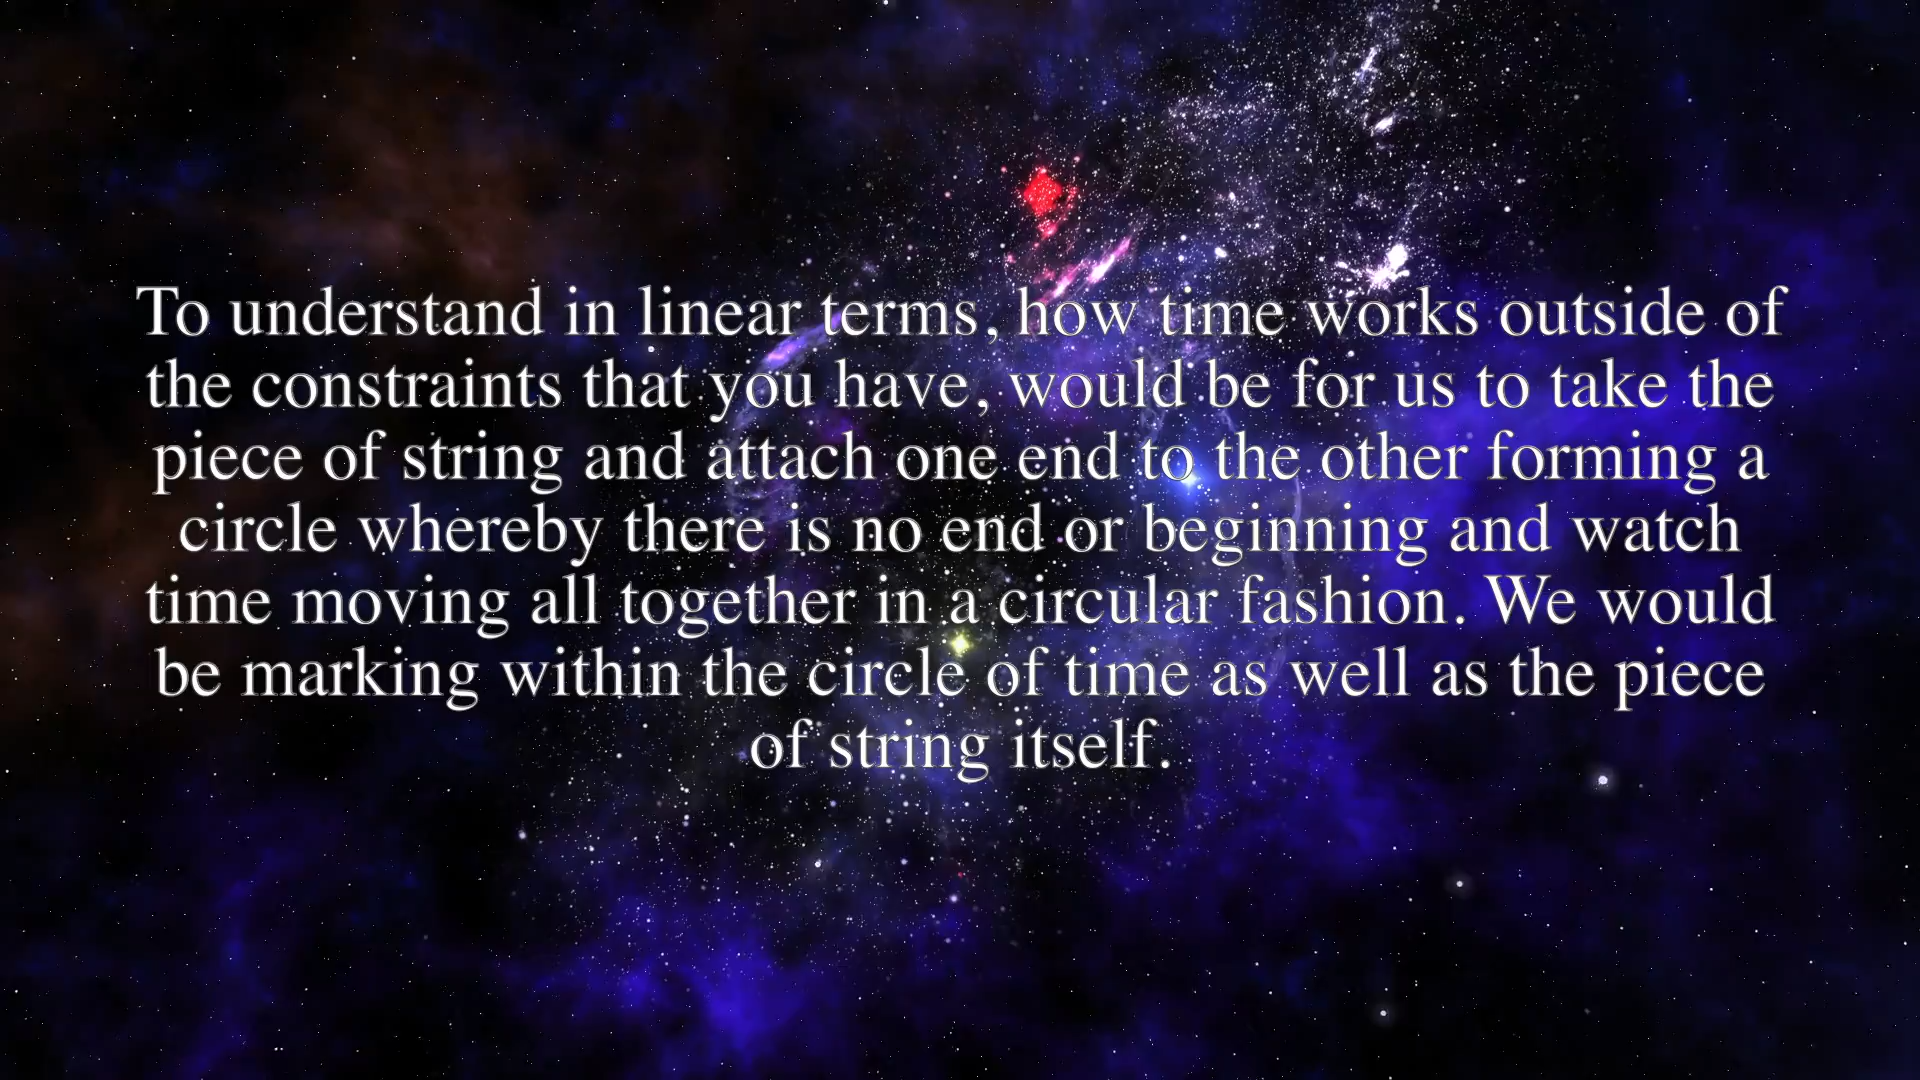 To understand in linear terms, how time works outside of
the constraints that you have, would be for us to take the
piece of string and attach one end to the other forming a
circle whereby there is no end or beginning and watch
time moving all together in a circular fashion. We would
be marking within the circle of time as well as the piece
of string itself.